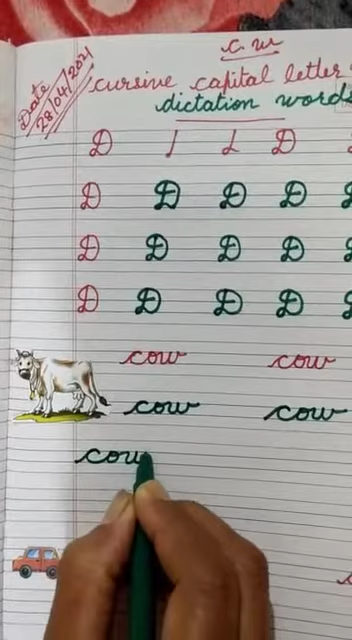 c.w
Date
28/04/2021
cursive capital letter
dictation words
D D
D D D D
D D D D
D D D D
cow cow
cow cow
cow